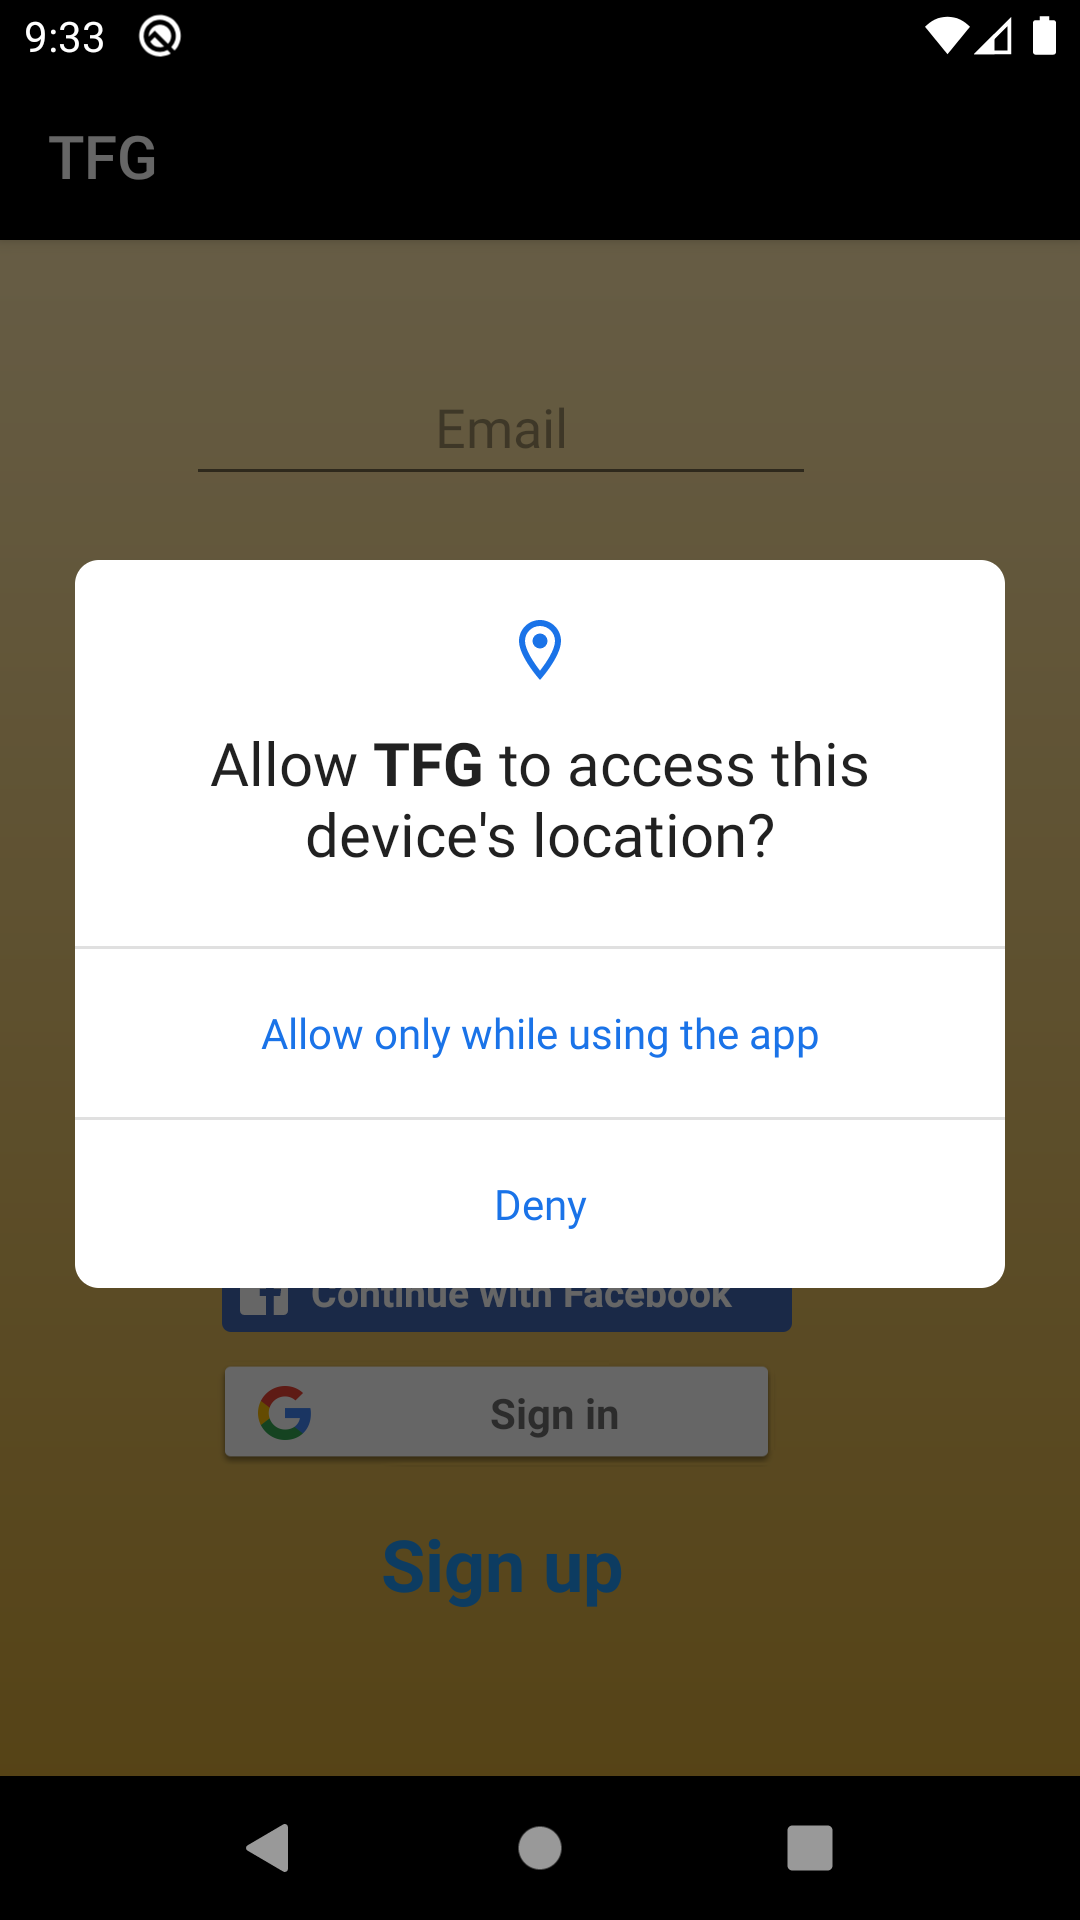 9:33
TFG
Email
Allow TFG to access this
device's location?
Allow only while using the app
Deny
Continue with Facebook
Sign in
Sign up